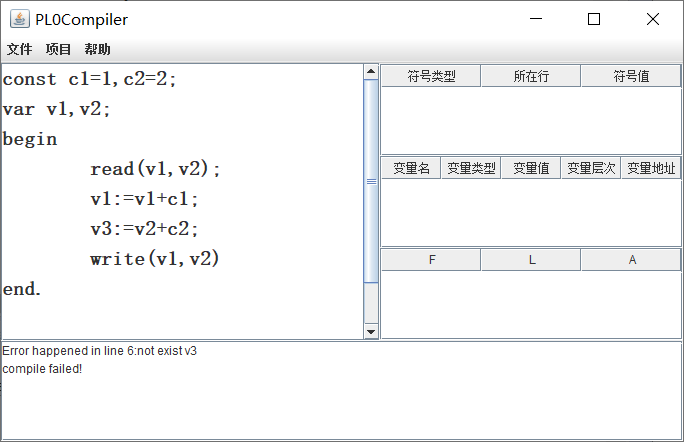 PL0Compiler
文件 项目 帮助
const c1=1,c2=2;
var v1,v2;
begin
read(v1,v2);
v1:=v1+c1;
v3:=v2+c2;
write(v1,v2)
end.
符号类型 所在行 符号值
变量名 变量类型 变量值 变量层次 变量地址
F L A
Error happened in line 6:not exist v3
compile failed!